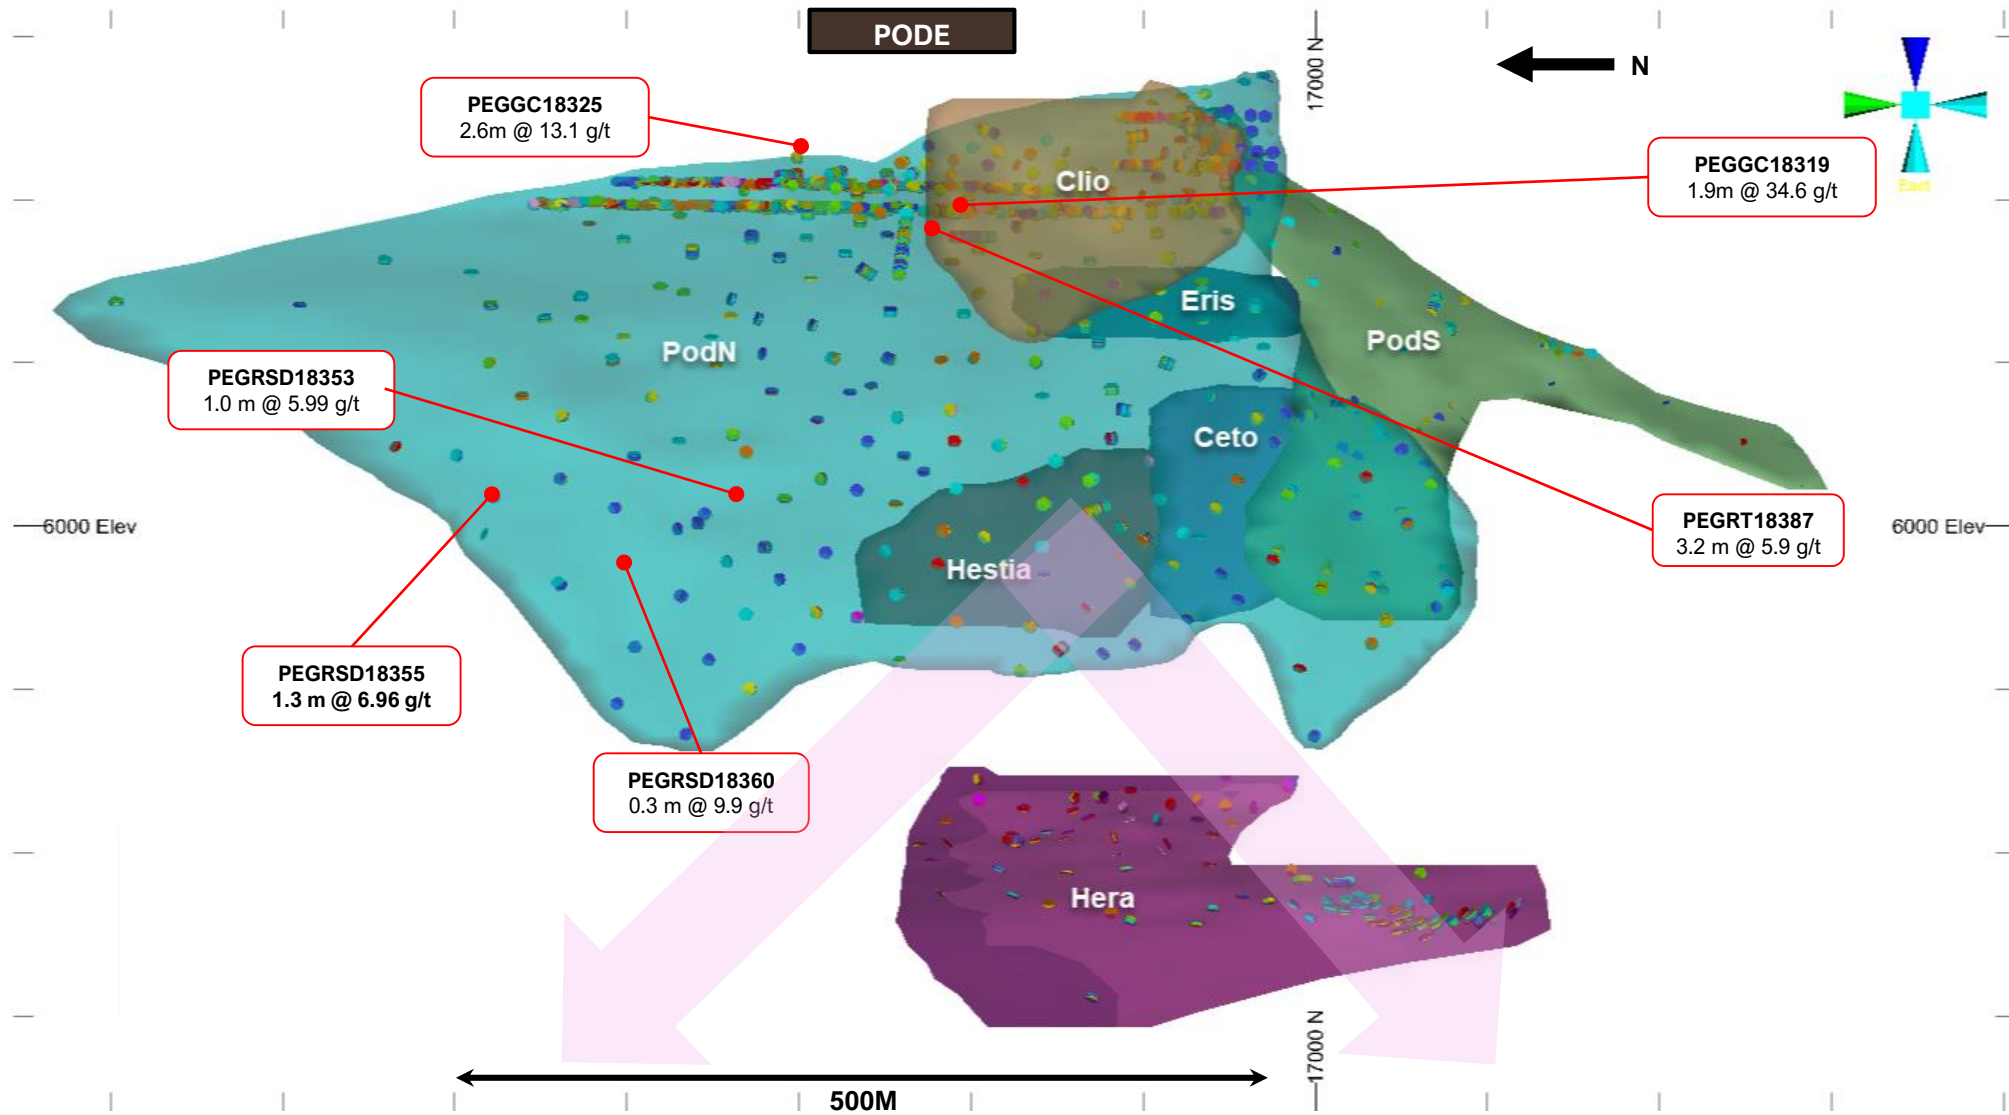 PODE
17000 N
N
PEGGC18325
2.6m @ 13.1 g/t
East
PEGGC18319
1.9m @ 34.6 g/t
Clio
Eris
PodN
PodS
PEGRSD18353
1.0 m @ 5.99 g/t
Ceto
6000 Elev
6000 Elev
PEGRT18387
3.2 m @ 5.9 g/t
Hestia
PEGRSD18355
1.3 m @ 6.96 g/t
PEGRSD18360
0.3 m @ 9.9 g/t
Hera
17000 N
500M